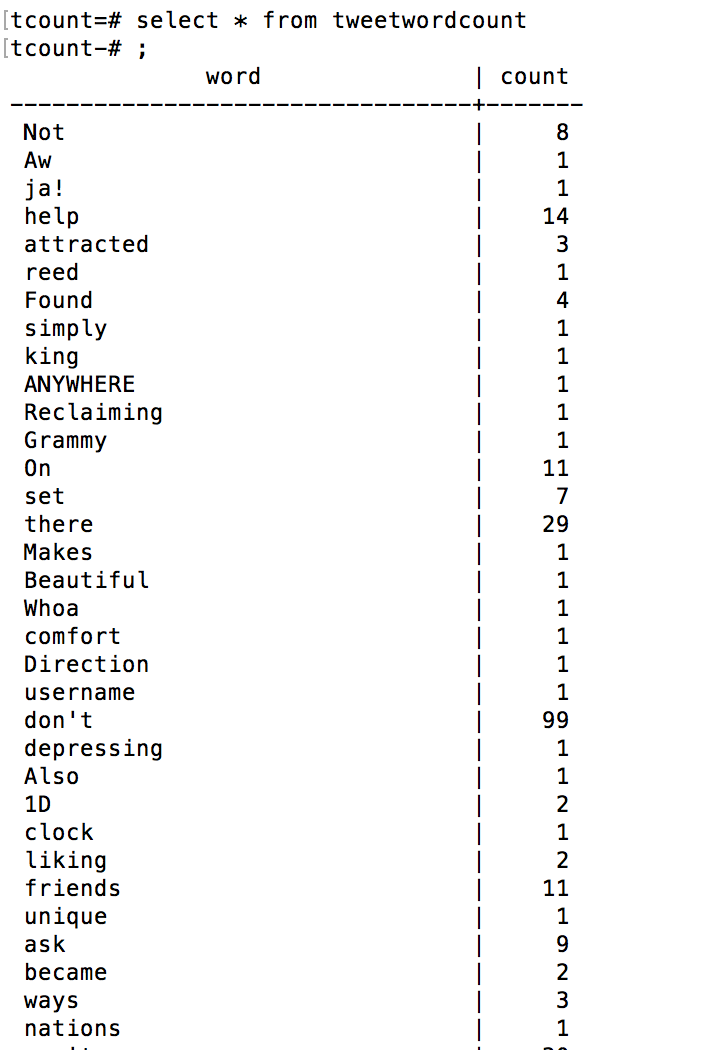 [tcount=# select * from tweetwordcount
[tcount-# ;
word | count
---------------------------------+-------
Not | 8
Aw | 1
ja! | 1
help | 14
attracted | 3
reed | 1
Found | 4
simply | 1
king | 1
ANYWHERE | 1
Reclaiming | 1
Grammy | 1
On | 11
set | 7
there | 29
Makes | 1
Beautiful | 1
Whoa | 1
comfort | 1
Direction | 1
username | 1
don't | 99
depressing | 1
Also | 1
1D | 2
clock | 1
liking | 2
friends | 11
unique | 1
ask | 9
became | 2
ways | 3
nations | 1